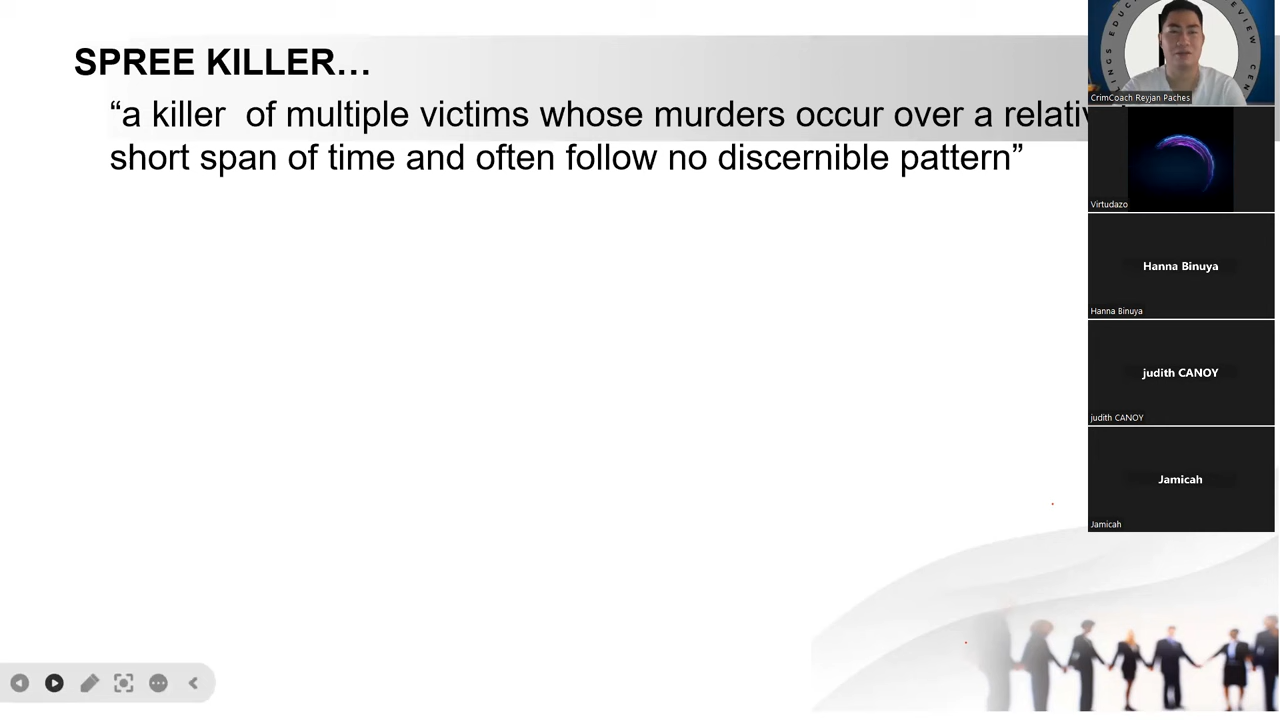 SPREE KILLER…
“a killer of multiple victims whose murders occur over a
short span of time and often follow no discernible pattern”
CrimCoach Reyjan Paches
Virtudazo
Hanna Binuya
Hanna Binuya
judith CANOY
judith CANOY
Jamicah
Jamicah